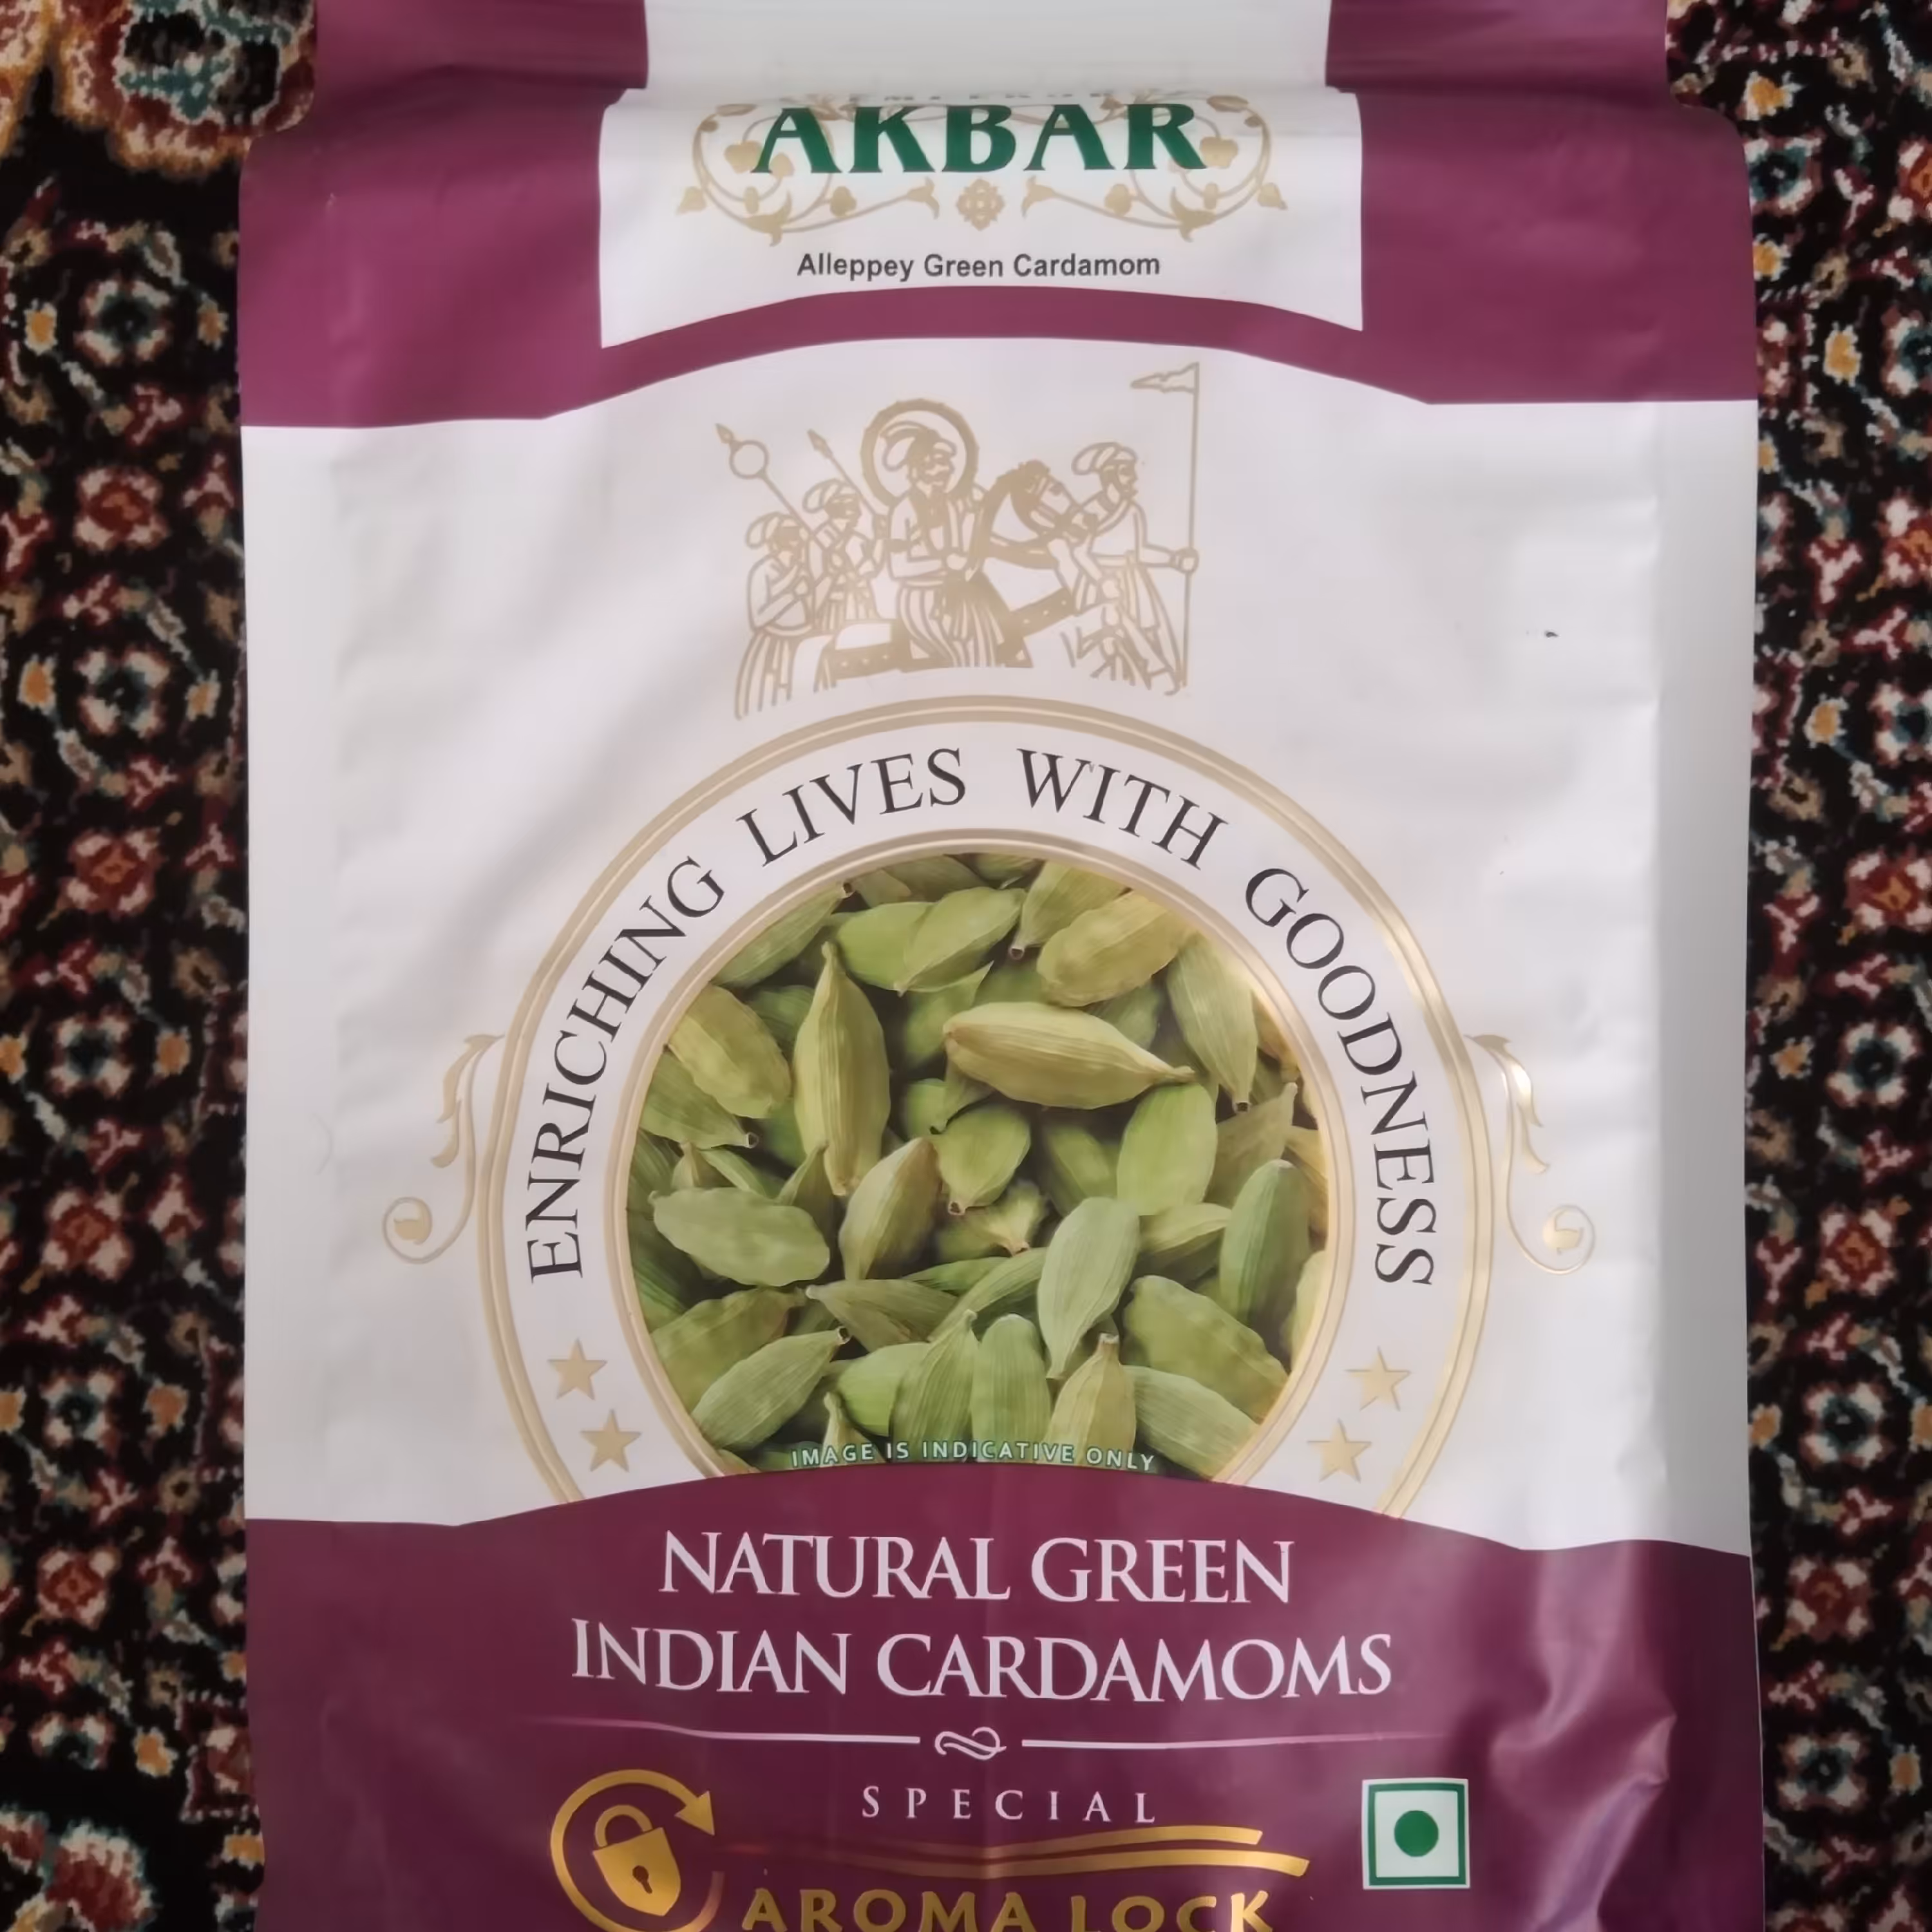 AKBAR
Alleppey Green Cardamom
ENRICHING LIVES WITH GOODNESS
IMAGE IS INDICATIVE ONLY
NATURAL GREEN
INDIAN CARDAMOMS
SPECIAL
AROMA LOCK